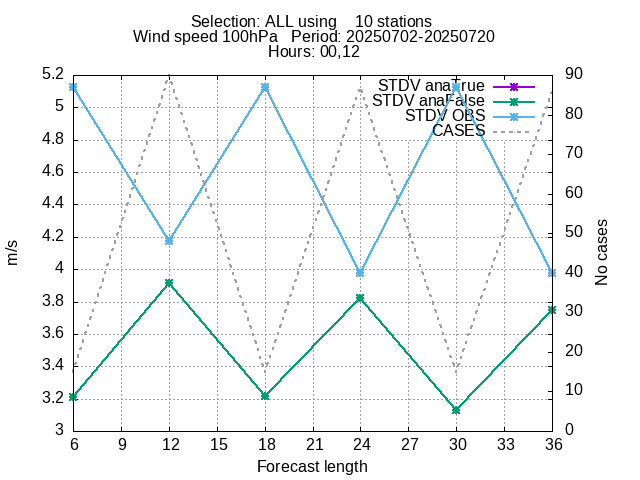 Selection: ALL using    10 stations
Wind speed 100hPa   Period: 20250702-20250720
Hours: 00,12
STDV ana=true
STDV ana=false
STDV OBS
CASES
5.2
5
4.8
4.6
4.4
4.2
4
3.8
3.6
3.4
3.2
3
m/s
90
80
70
60
50
40
30
20
10
0
No cases
6 9 12 15 18 21 24 27 30 33 36
Forecast length